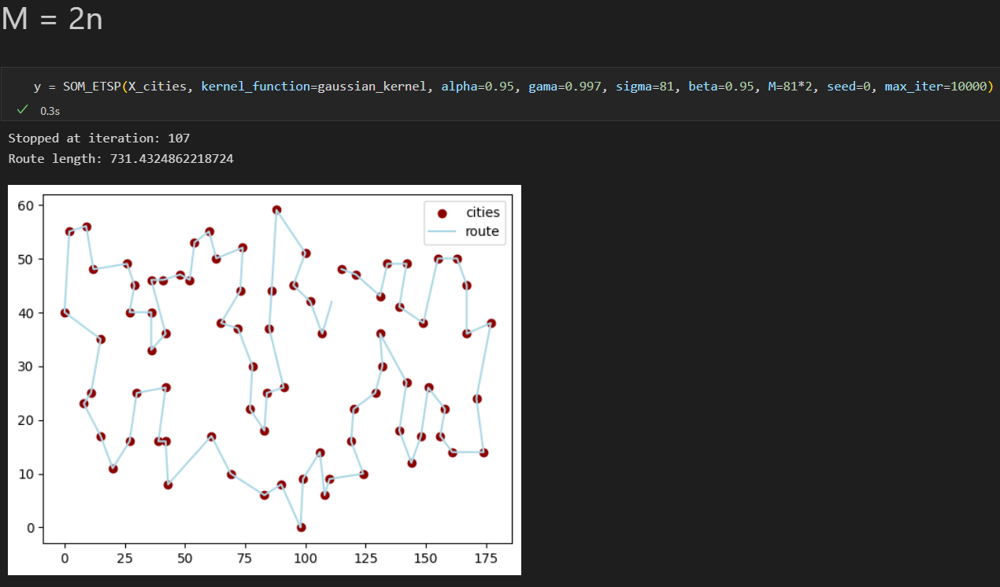 M = 2n
y = SOM_ETSP(X_cities, kernel_function=gaussian_kernel, alpha=0.95, gama=0.997, sigma=81, beta=0.95, M=81*2, seed=0, max_iter=10000)
0.3s
Stopped at iteration: 107
Route length: 731.4324862218724
cities
route
60
50
40
30
20
10
0
0 25 50 75 100 125 150 175